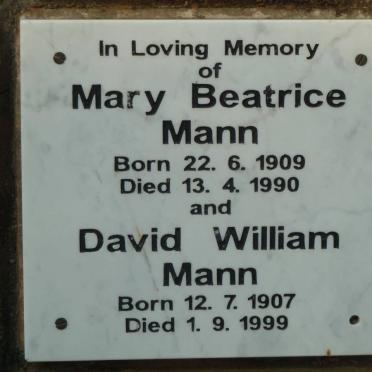 In Loving Memory
of
Mary Beatrice
Mann
Born 22. 6. 1909
Died 13. 4. 1990
and
David William
Mann
Born 12. 7. 1907
Died 1. 9. 1999